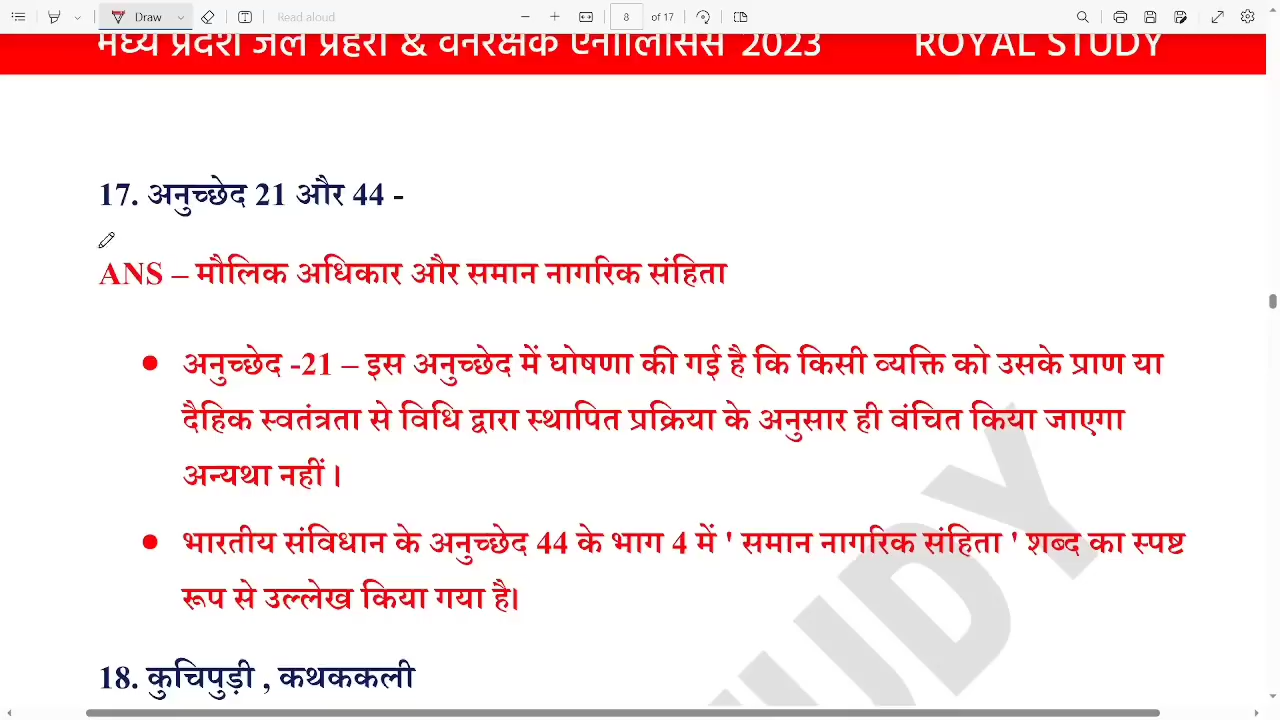 Draw
Read aloud
8 of 17
मध्य प्रदेश जेल प्रहरी & वनरक्षक एनालिसिस 2023 ROYAL STUDY
17. अनुच्छेद 21 और 44 -
ANS – मौलिक अधिकार और समान नागरिक संहिता
● अनुच्छेद -21 – इस अनुच्छेद में घोषणा की गई है कि किसी व्यक्ति को उसके प्राण या
दैहिक स्वतंत्रता से विधि द्वारा स्थापित प्रक्रिया के अनुसार ही वंचित किया जाएगा
अन्यथा नहीं ।
● भारतीय संविधान के अनुच्छेद 44 के भाग 4 में ' समान नागरिक संहिता ' शब्द का स्पष्ट
रूप से उल्लेख किया गया है।
18. कुचिपुड़ी , कथककली
STUDY